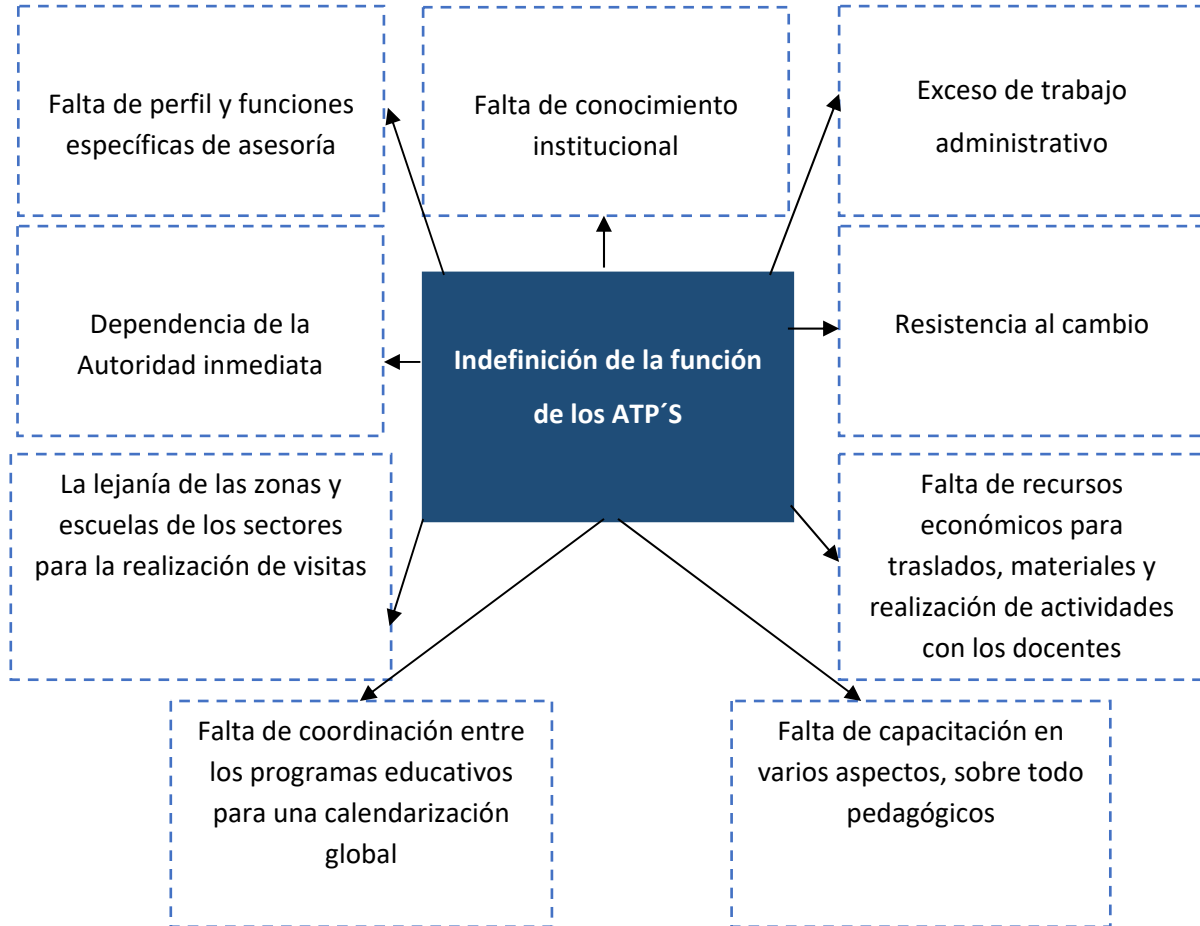 Falta de perfil y funciones
específicas de asesoría
Falta de conocimiento
institucional
Exceso de trabajo
administrativo
Dependencia de la
Autoridad inmediata
Indefinición de la función
de los ATP´S
Resistencia al cambio
La lejanía de las zonas y
escuelas de los sectores
para la realización de visitas
Falta de recursos
económicos para
traslados, materiales y
realización de actividades
con los docentes
Falta de coordinación entre
los programas educativos
para una calendarización
global
Falta de capacitación en
varios aspectos, sobre todo
pedagógicos